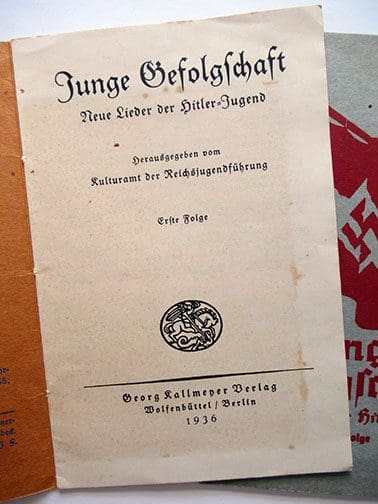 Junge Gefolgschaft
Neue Lieder der Hitler-Jugend
Herausgegeben vom
Kulturamt der Reichsjugendführung
Erste Folge
Georg Kallmeyer Verlag
Wolfenbüttel / Berlin
1936